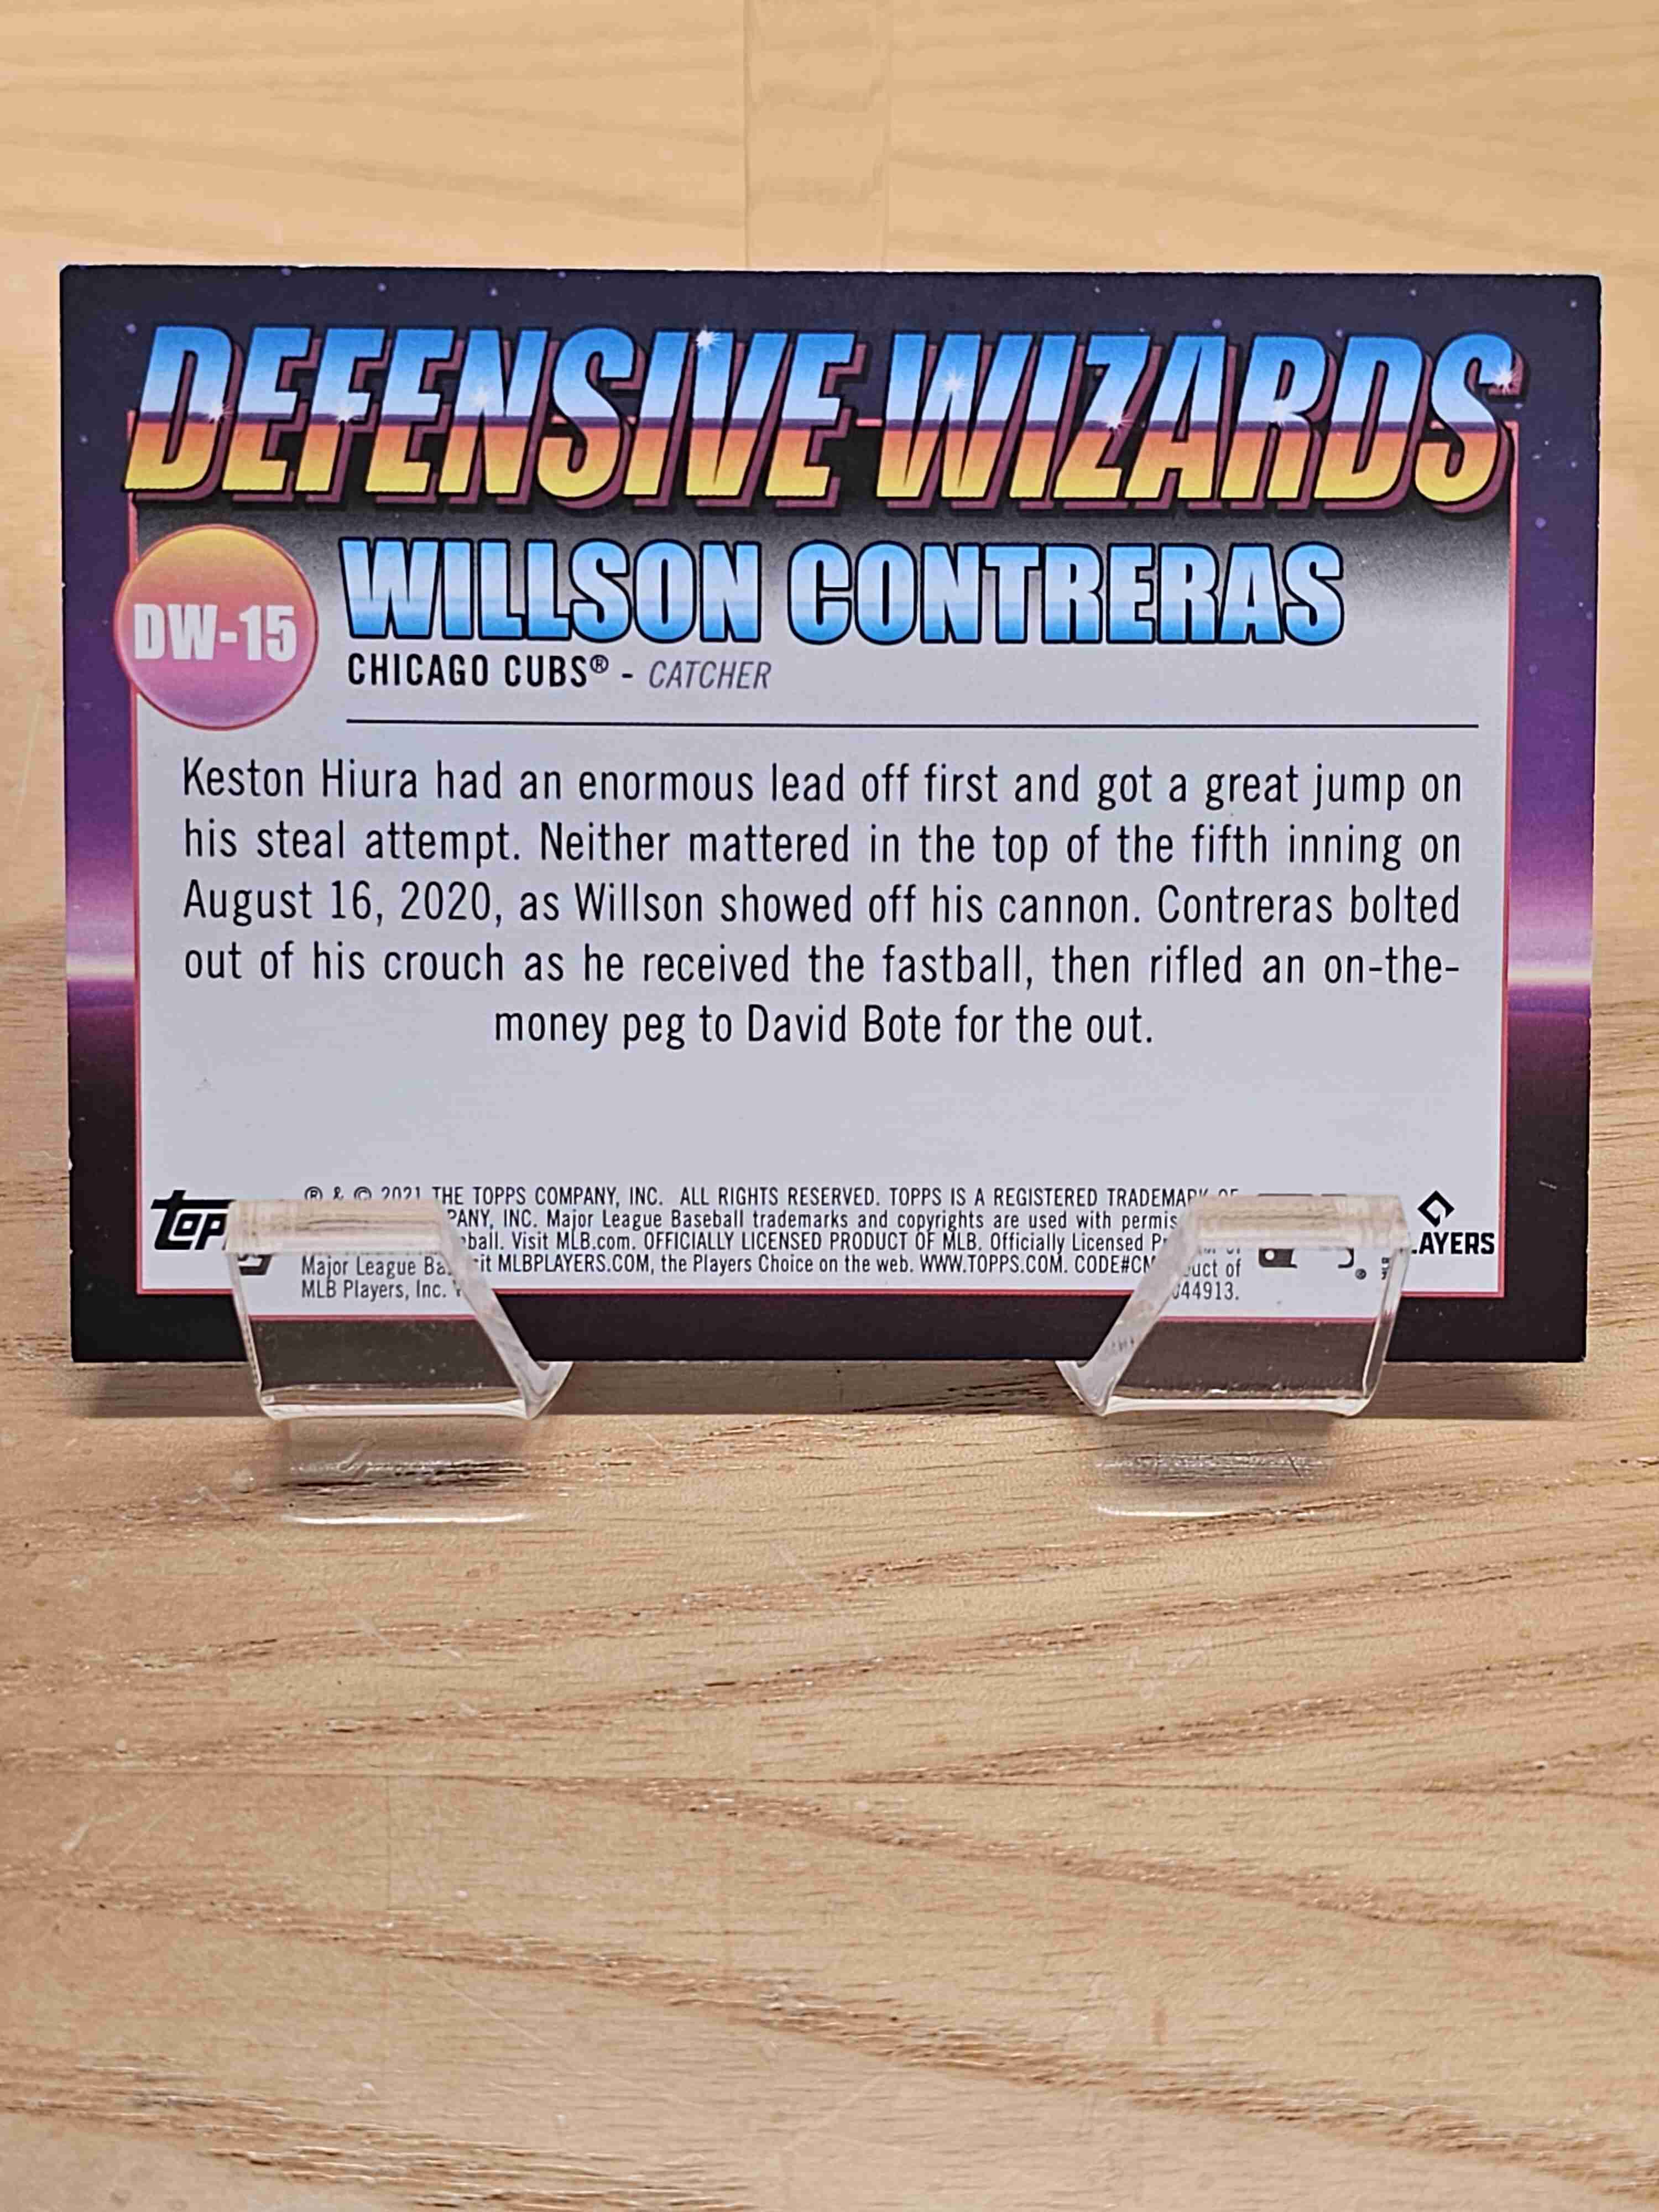 DEFENSIVE WIZARDS
DW-15
WILLSON CONTRERAS
CHICAGO CUBS® - CATCHER
Keston Hiura had an enormous lead off first and got a great jump on
his steal attempt. Neither mattered in the top of the fifth inning on
August 16, 2020, as Willson showed off his cannon. Contreras bolted
out of his crouch as he received the fastball, then rifled an on-the-
money peg to David Bote for the out.
® & © 2021 THE TOPPS COMPANY, INC. ALL RIGHTS RESERVED. TOPPS IS A REGISTERED
INC. Major League Baseball trademarks and copyrights are used with
Visit MLB.com. OFFICIALLY LICENSED PRODUCT OF MLB. Officially Licensed
Major League MLBPLAYERS.COM, the Players Choice on the web. WWW.TOPPS.COM. of
MLB Players, Inc.